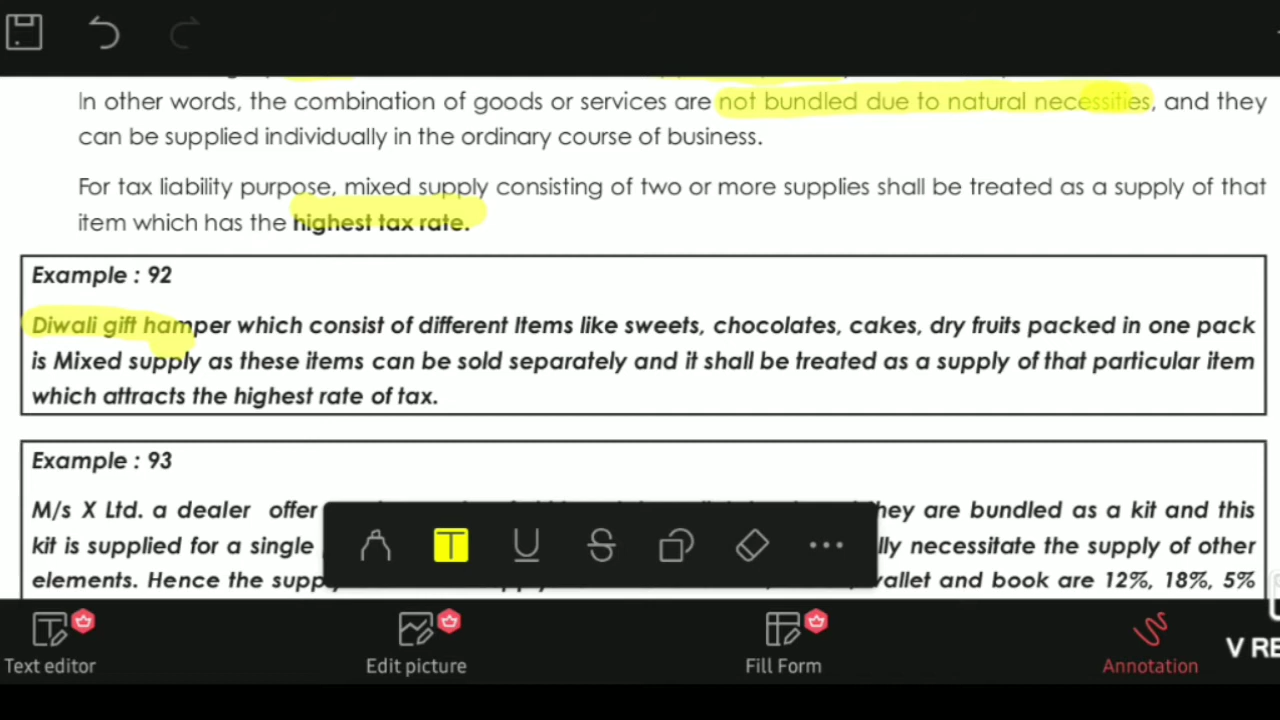 In other words, the combination of goods or services are not bundled due to natural necessities, and they
can be supplied individually in the ordinary course of business.
For tax liability purpose, mixed supply consisting of two or more supplies shall be treated as a supply of that
item which has the highest tax rate.
Example : 92
Diwali gift hamper which consist of different Items like sweets, chocolates, cakes, dry fruits packed in one pack
is Mixed supply as these items can be sold separately and it shall be treated as a supply of that particular item
which attracts the highest rate of tax.
Example : 93
M/s X Ltd. a dealer offer they are bundled as a kit and this
kit is supplied for a single necessitate the supply of other
elements. Hence the supply wallet and book are 12%, 18%, 5%
Text editor
Edit picture
Fill Form
Annotation
V RE